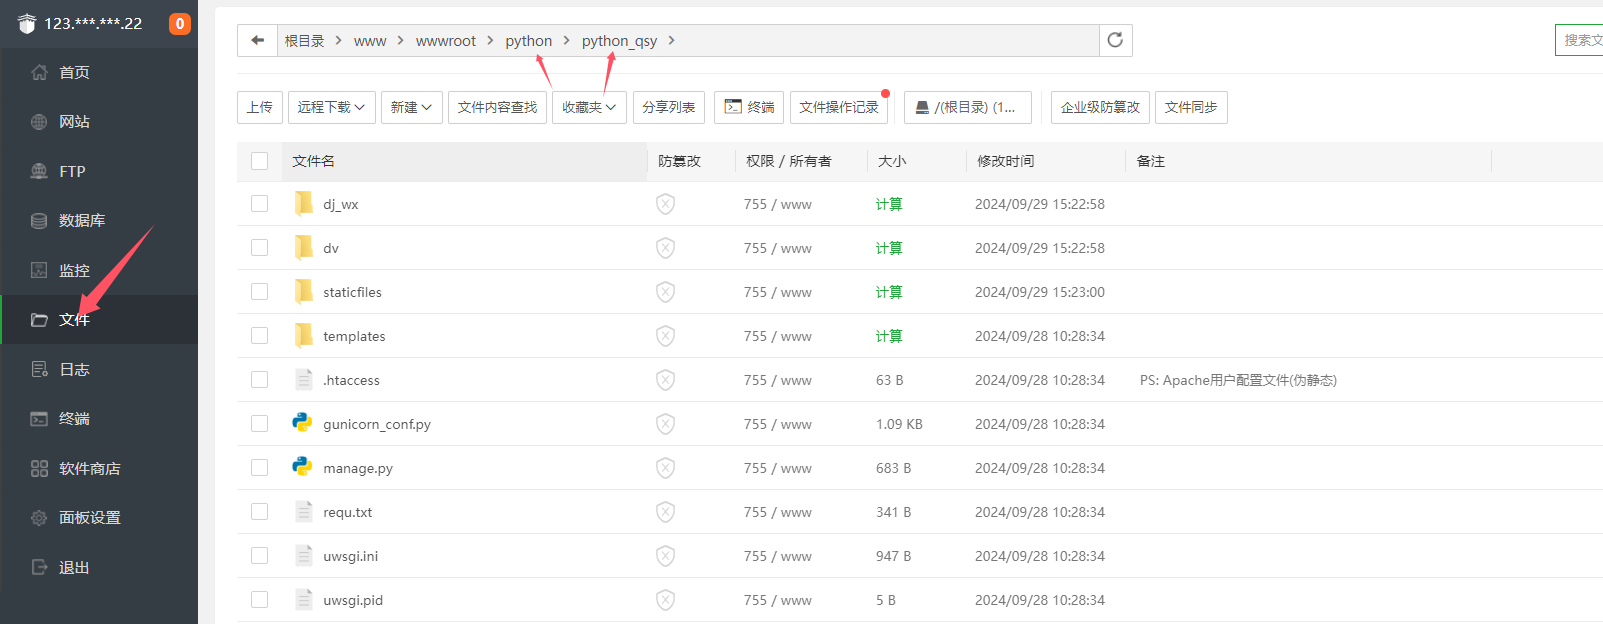 123.***.***.22 0
首页
网站
FTP
数据库
监控
文件
日志
终端
软件商店
面板设置
退出
根目录 > www > wwwroot > python > python_qsy >
搜索文
上传 远程下载 新建 文件内容查找 收藏夹 分享列表 终端 文件操作记录 /(根目录) (1... 企业级防篡改 文件同步
文件名 防篡改 权限 / 所有者 大小 修改时间 备注
dj_wx 755 / www 计算 2024/09/29 15:22:58
dv 755 / www 计算 2024/09/29 15:22:58
staticfiles 755 / www 计算 2024/09/29 15:23:00
templates 755 / www 计算 2024/09/28 10:28:34
.htaccess 755 / www 63 B 2024/09/28 10:28:34 PS: Apache用户配置文件(伪静态)
gunicorn_conf.py 755 / www 1.09 KB 2024/09/28 10:28:34
manage.py 755 / www 683 B 2024/09/28 10:28:34
requ.txt 755 / www 341 B 2024/09/28 10:28:34
uwsgi.ini 755 / www 947 B 2024/09/28 10:28:34
uwsgi.pid 755 / www 5 B 2024/09/28 10:28:34